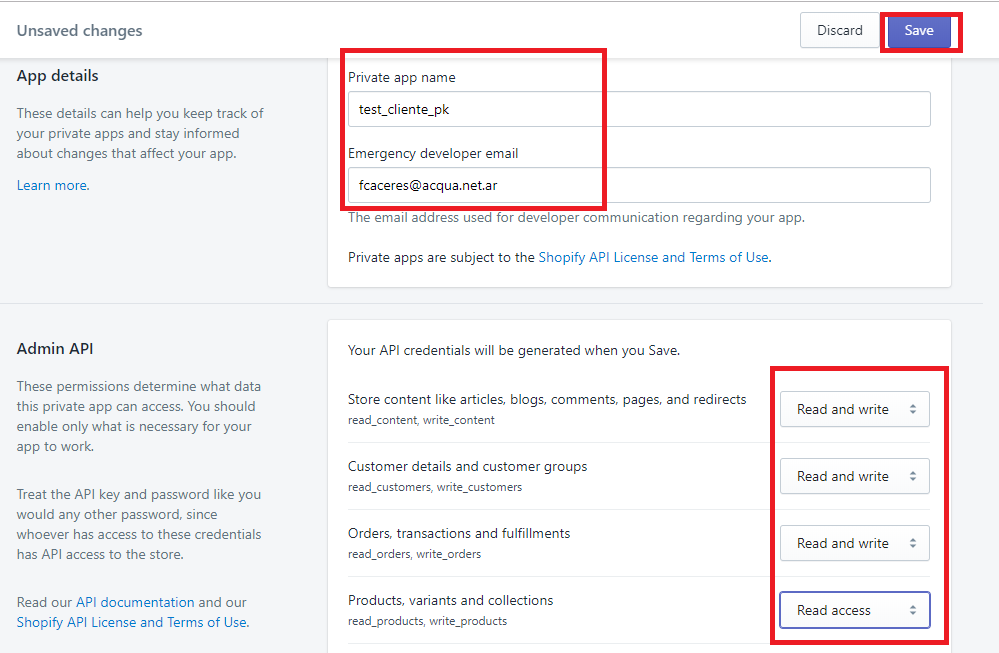 Unsaved changes
Discard
Save
App details
These details can help you keep track of
your private apps and stay informed
about changes that affect your app.
Learn more.
Private app name
test_cliente_pk
Emergency developer email
fcaceres@acqua.net.ar
The email address used for developer communication regarding your app.
Private apps are subject to the Shopify API License and Terms of Use.
Admin API
These permissions determine what data
this private app can access. You should
enable only what is necessary for your
app to work.
Treat the API key and password like you
would any other password, since
whoever has access to these credentials
has API access to the store.
Read our API documentation and our
Shopify API License and Terms of Use.
Your API credentials will be generated when you Save.
Store content like articles, blogs, comments, pages, and redirects
read_content, write_content
Read and write
Customer details and customer groups
read_customers, write_customers
Read and write
Orders, transactions and fulfillments
read_orders, write_orders
Read and write
Products, variants and collections
read_products, write_products
Read access